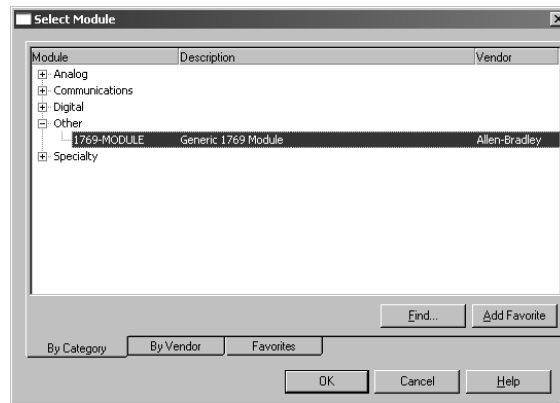 Select Module
Module Description Vendor
Analog
Communications
Digital
Other
1769-MODULE Generic 1769 Module Allen-Bradley
Specialty
Find... Add Favorite
By Category By Vendor Favorites
OK Cancel Help